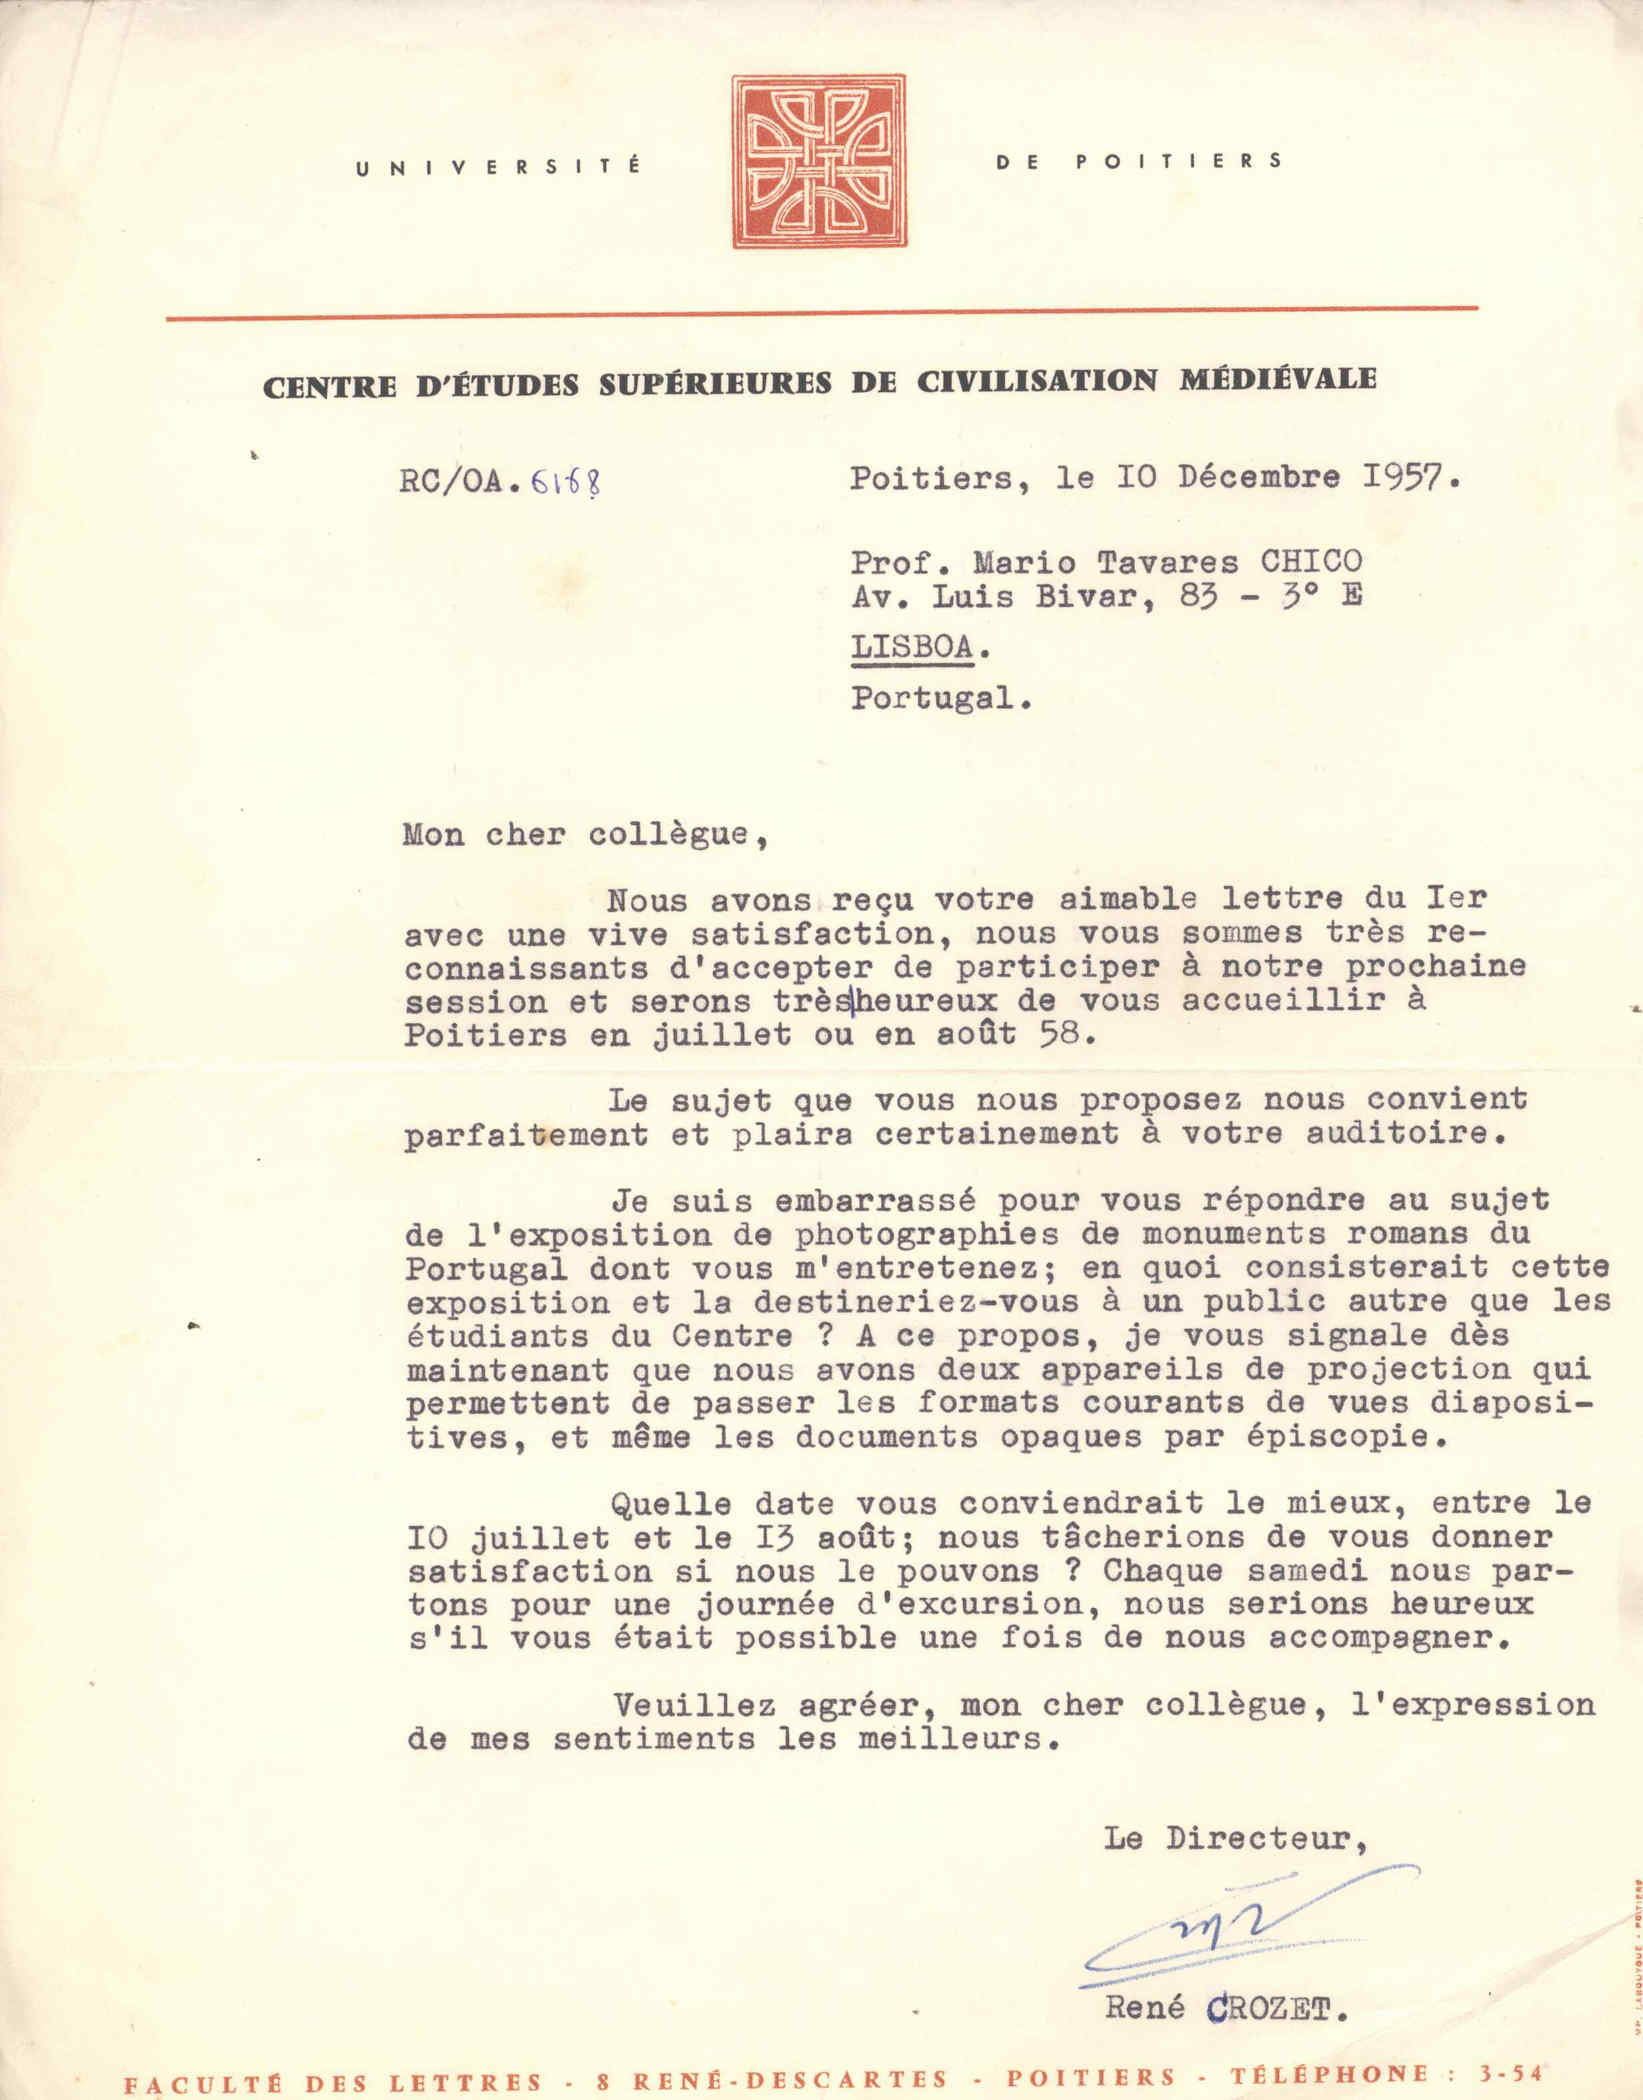 UNIVERSITÉ DE POITIERS
CENTRE D'ÉTUDES SUPÉRIEURES DE CIVILISATION MÉDIÉVALE
RC/OA. 6168 Poitiers, le IO Décembre I957.
Prof. Mario Tavares CHICO
Av. Luis Bivar, 83 - 3º E
LISBOA.
Portugal.
Mon cher collègue,
Nous avons reçu votre aimable lettre du Ier
avec une vive satisfaction, nous vous sommes très re-
connaissants d'accepter de participer à notre prochaine
session et serons très|heureux de vous accueillir à
Poitiers en juillet ou en août 58.
Le sujet que vous nous proposez nous convient
parfaitement et plaira certainement à votre auditoire.
Je suis embarrassé pour vous répondre au sujet
de l'exposition de photographies de monuments romans du
Portugal dont vous m'entretenez; en quoi consisterait cette
exposition et la destineriez-vous à un public autre que les
étudiants du Centre ? A ce propos, je vous signale dès
maintenant que nous avons deux appareils de projection qui
permettent de passer les formats courants de vues diaposi-
tives, et même les documents opaques par épiscopie.
Quelle date vous conviendrait le mieux, entre le
IO juillet et le I3 août; nous tâcherions de vous donner
satisfaction si nous le pouvons ? Chaque samedi nous par-
tons pour une journée d'excursion, nous serions heureux
s'il vous était possible une fois de nous accompagner.
Veuillez agréer, mon cher collègue, l'expression
de mes sentiments les meilleurs.
Le Directeur,
René CROZET.
FACULTÉ DES LETTRES - 8 RENÉ-DESCARTES - POITIERS - TÉLÉPHONE : 3-54